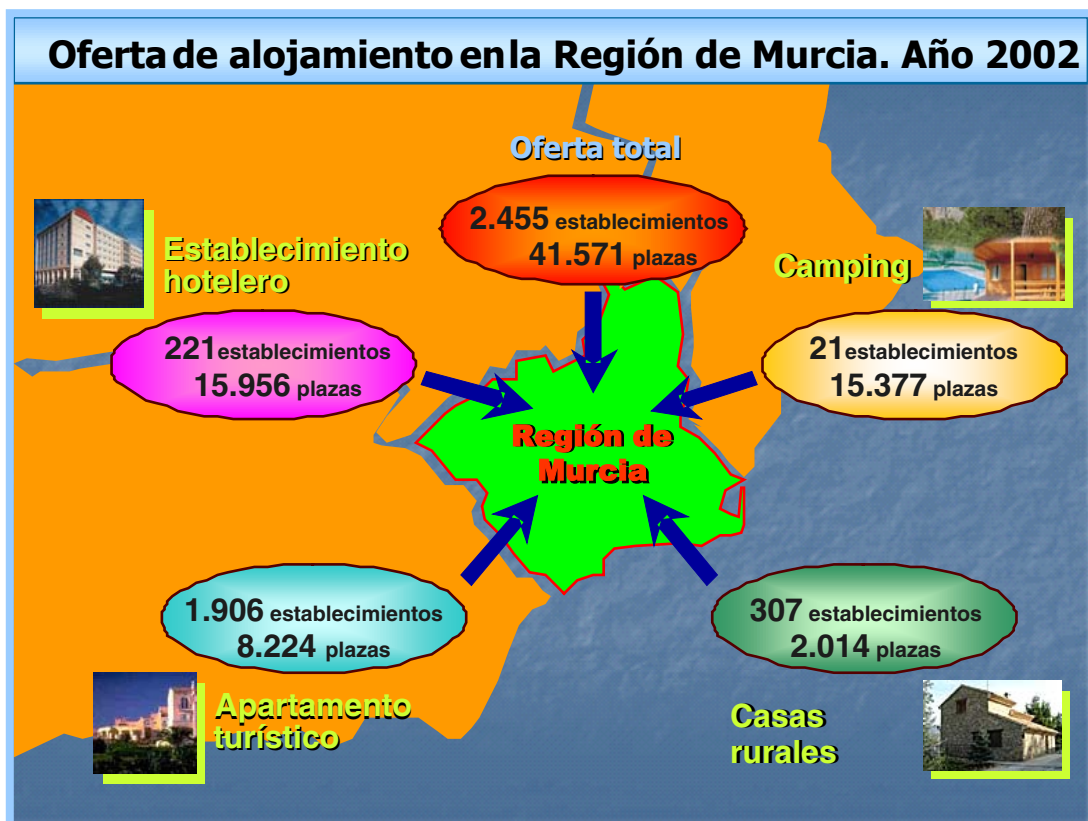 Oferta de alojamiento en la Región de Murcia. Año 2002
Oferta total
2.455 establecimientos
41.571 plazas
Establecimiento
hotelero
221 establecimientos
15.956 plazas
Camping
21 establecimientos
15.377 plazas
Región de
Murcia
1.906 establecimientos
8.224 plazas
Apartamento
turístico
307 establecimientos
2.014 plazas
Casas
rurales